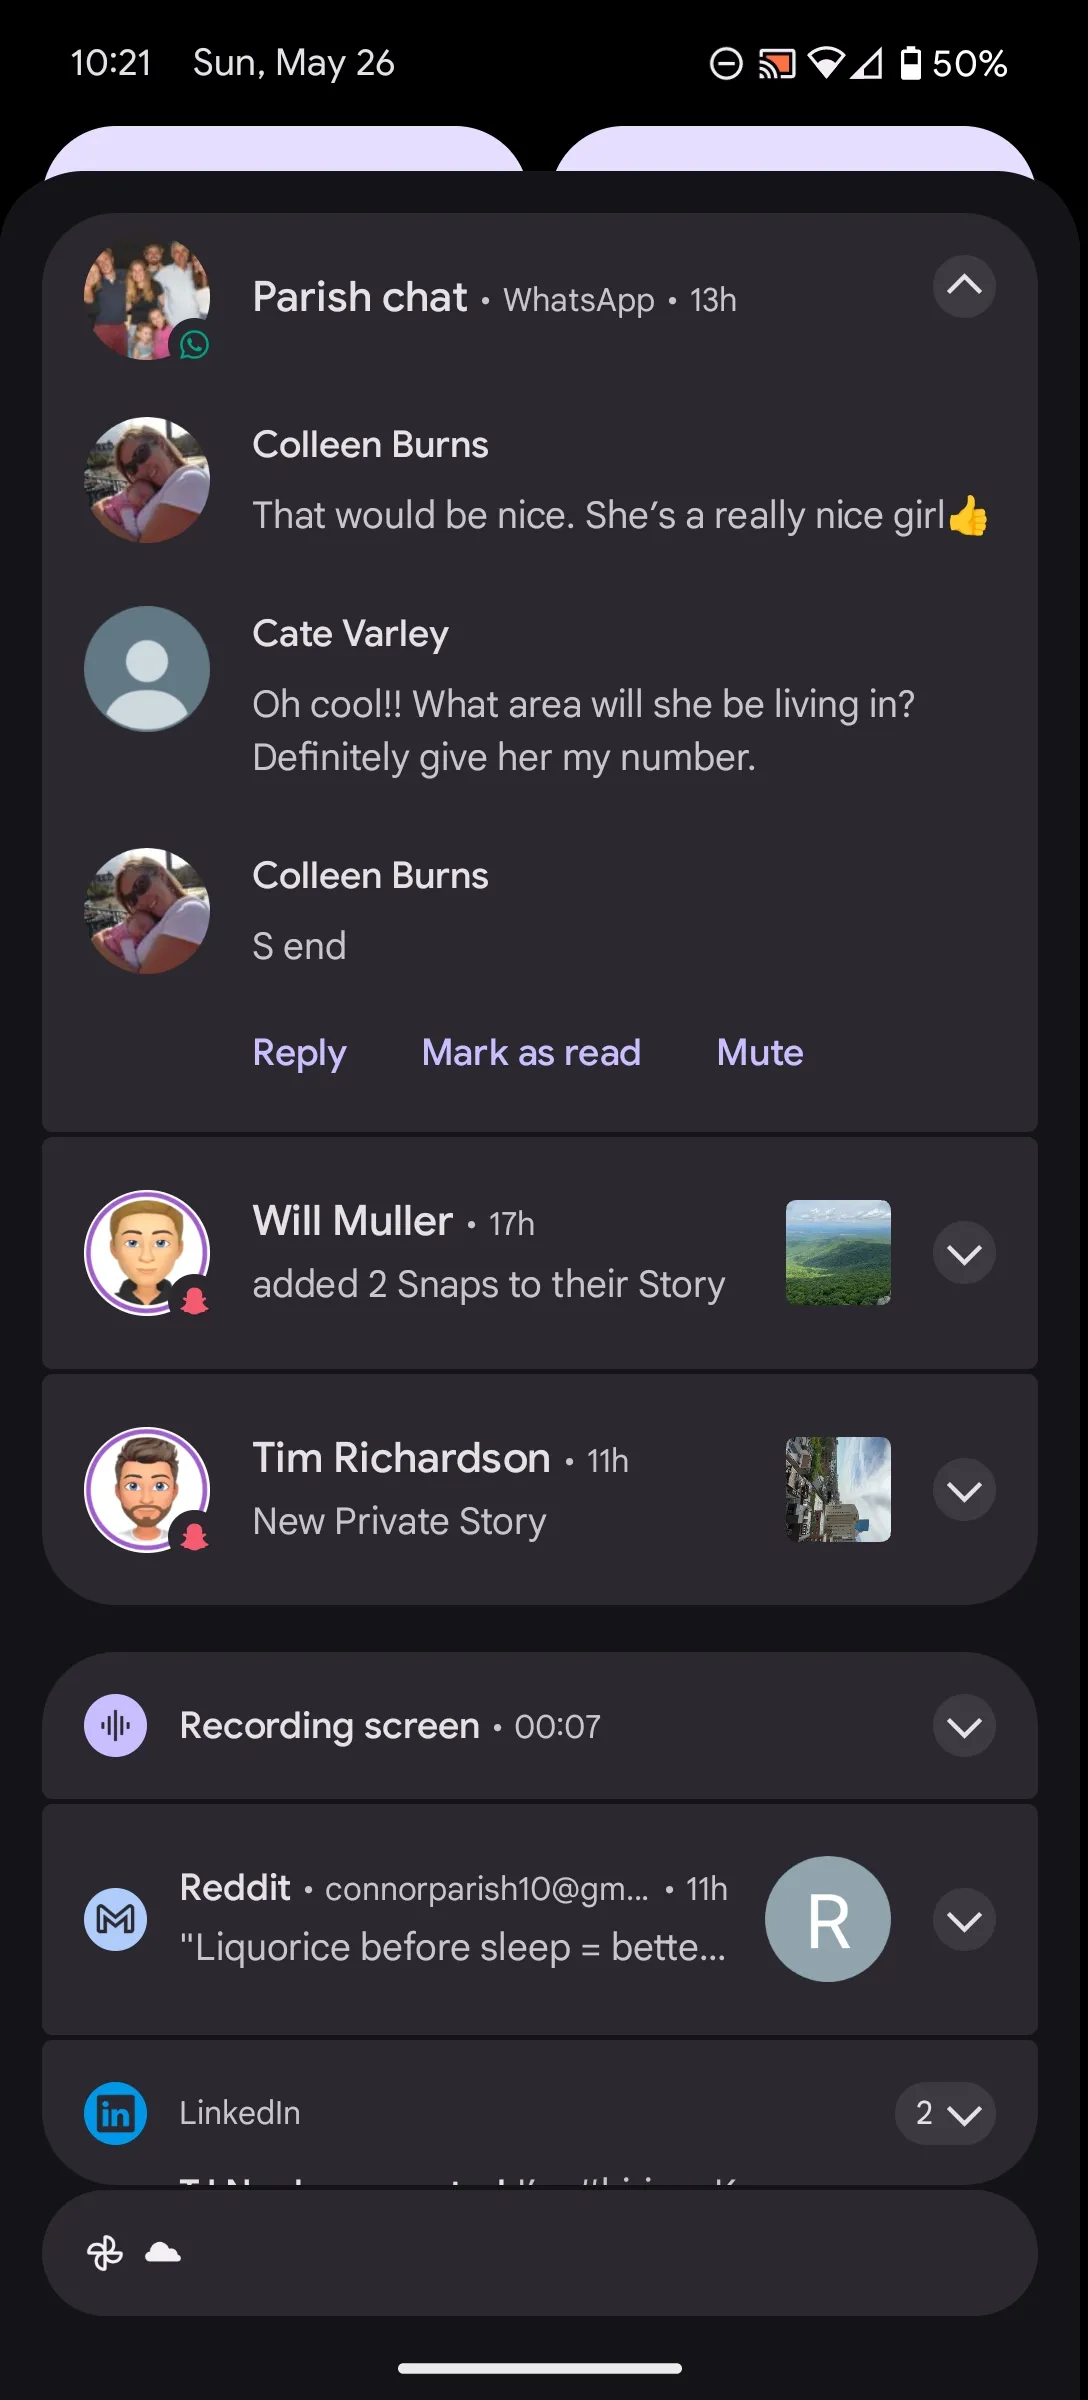 10:21 Sun, May 26 50%
Parish chat • WhatsApp • 13h
Colleen Burns
That would be nice. She's a really nice girl👍
Cate Varley
Oh cool!! What area will she be living in?
Definitely give her my number.
Colleen Burns
S end
Reply Mark as read Mute
Will Muller • 17h
added 2 Snaps to their Story
Tim Richardson • 11h
New Private Story
Recording screen • 00:07
Reddit • connorparish10@gm... • 11h
"Liquorice before sleep = bette...
R
in LinkedIn 2